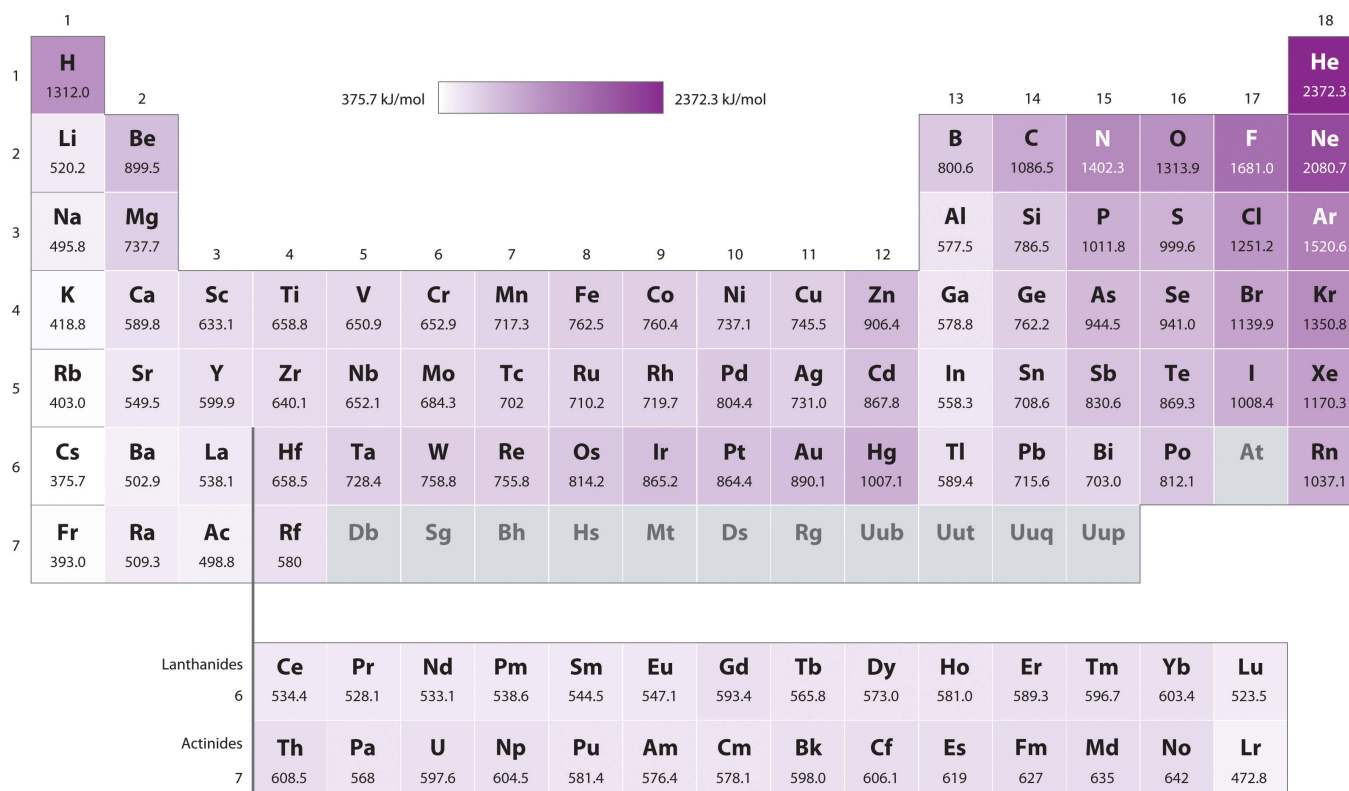 1 18
H He
1 1312.0 375.7 kJ/mol 2372.3 kJ/mol 2372.3
2 13 14 15 16 17
Li Be B C N O F Ne
2 520.2 899.5 800.6 1086.5 1402.3 1313.9 1681.0 2080.7
Na Mg Al Si P S Cl Ar
3 495.8 737.7 577.5 786.5 1011.8 999.6 1251.2 1520.6
3 4 5 6 7 8 9 10 11 12
K Ca Sc Ti V Cr Mn Fe Co Ni Cu Zn Ga Ge As Se Br Kr
4 418.8 589.8 633.1 658.8 650.9 652.9 717.3 762.5 760.4 737.1 745.5 906.4 578.8 762.2 944.5 941.0 1139.9 1350.8
Rb Sr Y Zr Nb Mo Tc Ru Rh Pd Ag Cd In Sn Sb Te I Xe
5 403.0 549.5 599.9 640.1 652.1 684.3 702 710.2 719.7 804.4 731.0 867.8 558.3 708.6 830.6 869.3 1008.4 1170.3
Cs Ba La Hf Ta W Re Os Ir Pt Au Hg Tl Pb Bi Po At Rn
6 375.7 502.9 538.1 658.5 728.4 758.8 755.8 814.2 865.2 864.4 890.1 1007.1 589.4 715.6 703.0 812.1 1037.1
Fr Ra Ac Rf Db Sg Bh Hs Mt Ds Rg Uub Uut Uuq Uup
7 393.0 509.3 498.8 580
Lanthanides Ce Pr Nd Pm Sm Eu Gd Tb Dy Ho Er Tm Yb Lu
6 534.4 528.1 533.1 538.6 544.5 547.1 593.4 565.8 573.0 581.0 589.3 596.7 603.4 523.5
Actinides Th Pa U Np Pu Am Cm Bk Cf Es Fm Md No Lr
7 608.5 568 597.6 604.5 581.4 576.4 578.1 598.0 606.1 619 627 635 642 472.8